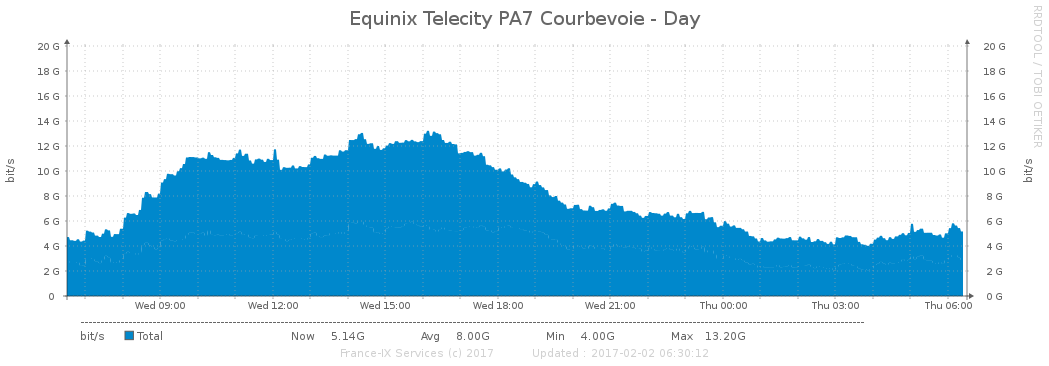 Equinix Telecity PA7 Courbevoie - Day
RRDTOOL / TOBI OETIKER
bit/s
20 G 20 G
18 G 18 G
16 G 16 G
14 G 14 G
12 G 12 G
10 G 10 G
8 G 8 G
6 G 6 G
4 G 4 G
2 G 2 G
0 0 G
bit/s
Wed 09:00 Wed 12:00 Wed 15:00 Wed 18:00 Wed 21:00 Thu 00:00 Thu 03:00 Thu 06:00
bit/s Total Now 5.14G Avg 8.00G Min 4.00G Max 13.20G
France-IX Services (c) 2017 Updated : 2017-02-02 06:30:12